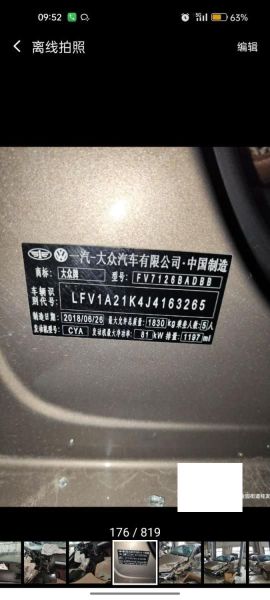 09:52 63%
离线拍照 编辑
一汽-大众汽车有限公司·中国制造
商标: 大众牌 型号: FV7126BADBB
车辆识别代号: LFV1A21K4J4163265
制造日期 2018/06/26 最大允许总质量: 1830 kg 乘坐人数: 5 人
发动机型号: CYA 发动机最大净功率: 81 kW 排量: 1197 ml
176 / 819